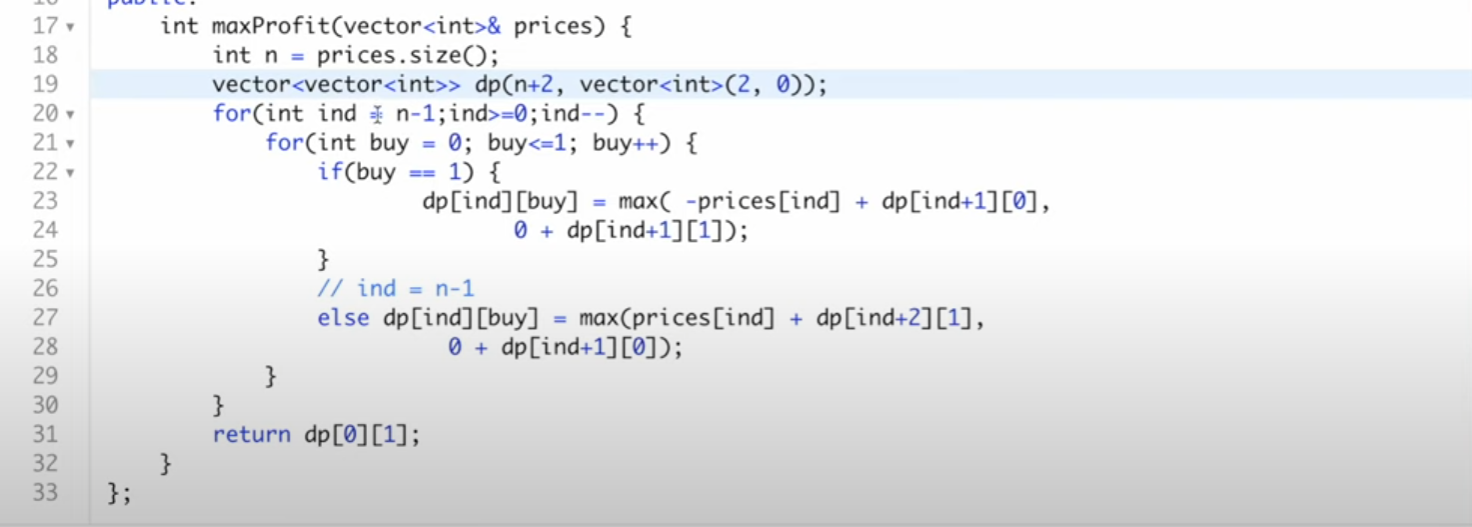 public:
17 int maxProfit(vector<int>& prices) {
18 int n = prices.size();
19 vector<vector<int>> dp(n+2, vector<int>(2, 0));
20 for(int ind = n-1;ind>=0;ind--) {
21 for(int buy = 0; buy<=1; buy++) {
22 if(buy == 1) {
23 dp[ind][buy] = max( -prices[ind] + dp[ind+1][0],
24 0 + dp[ind+1][1]);
25 }
26 // ind = n-1
27 else dp[ind][buy] = max(prices[ind] + dp[ind+2][1],
28 0 + dp[ind+1][0]);
29 }
30 }
31 return dp[0][1];
32 }
33 };